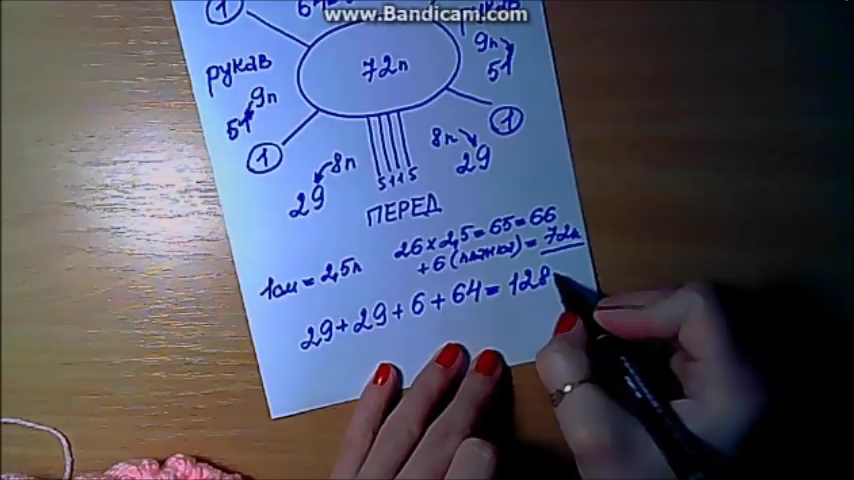 www.Bandicam.com
1
рукав
72п
9п
51
9п
51
1
1
8п
29
8п
29
5 1 1 5
ПЕРЕД
26 × 2,5 = 65 = 66
+ 6 (планка) = 72п
1см = 2,5п
29 + 29 + 6 + 64 = 128